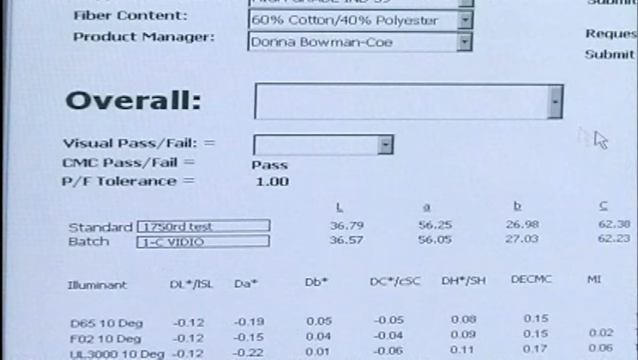 Fiber Content: 60% Cotton/40% Polyester
Product Manager: Donna Bowman-Coe
Reques
Submit
Overall:
Visual Pass/Fail: =
CMC Pass/Fail = Pass
P/F Tolerance = 1.00
L a b C
Standard 1750rd test 36.79 56.25 26.98 62.38
Batch 1-C VIDIO 36.57 56.05 27.03 62.23
Illuminant DL*/lSL Da* Db* DC*/cSC DH*/SH DECMC MI
D65 10 Deg -0.12 -0.19 0.05 -0.05 0.08 0.15
F02 10 Deg -0.12 -0.15 0.04 -0.04 0.09 0.15 0.02
UL3000 10 Deg -0.12 -0.22 0.01 -0.06 0.11 0.17 0.06